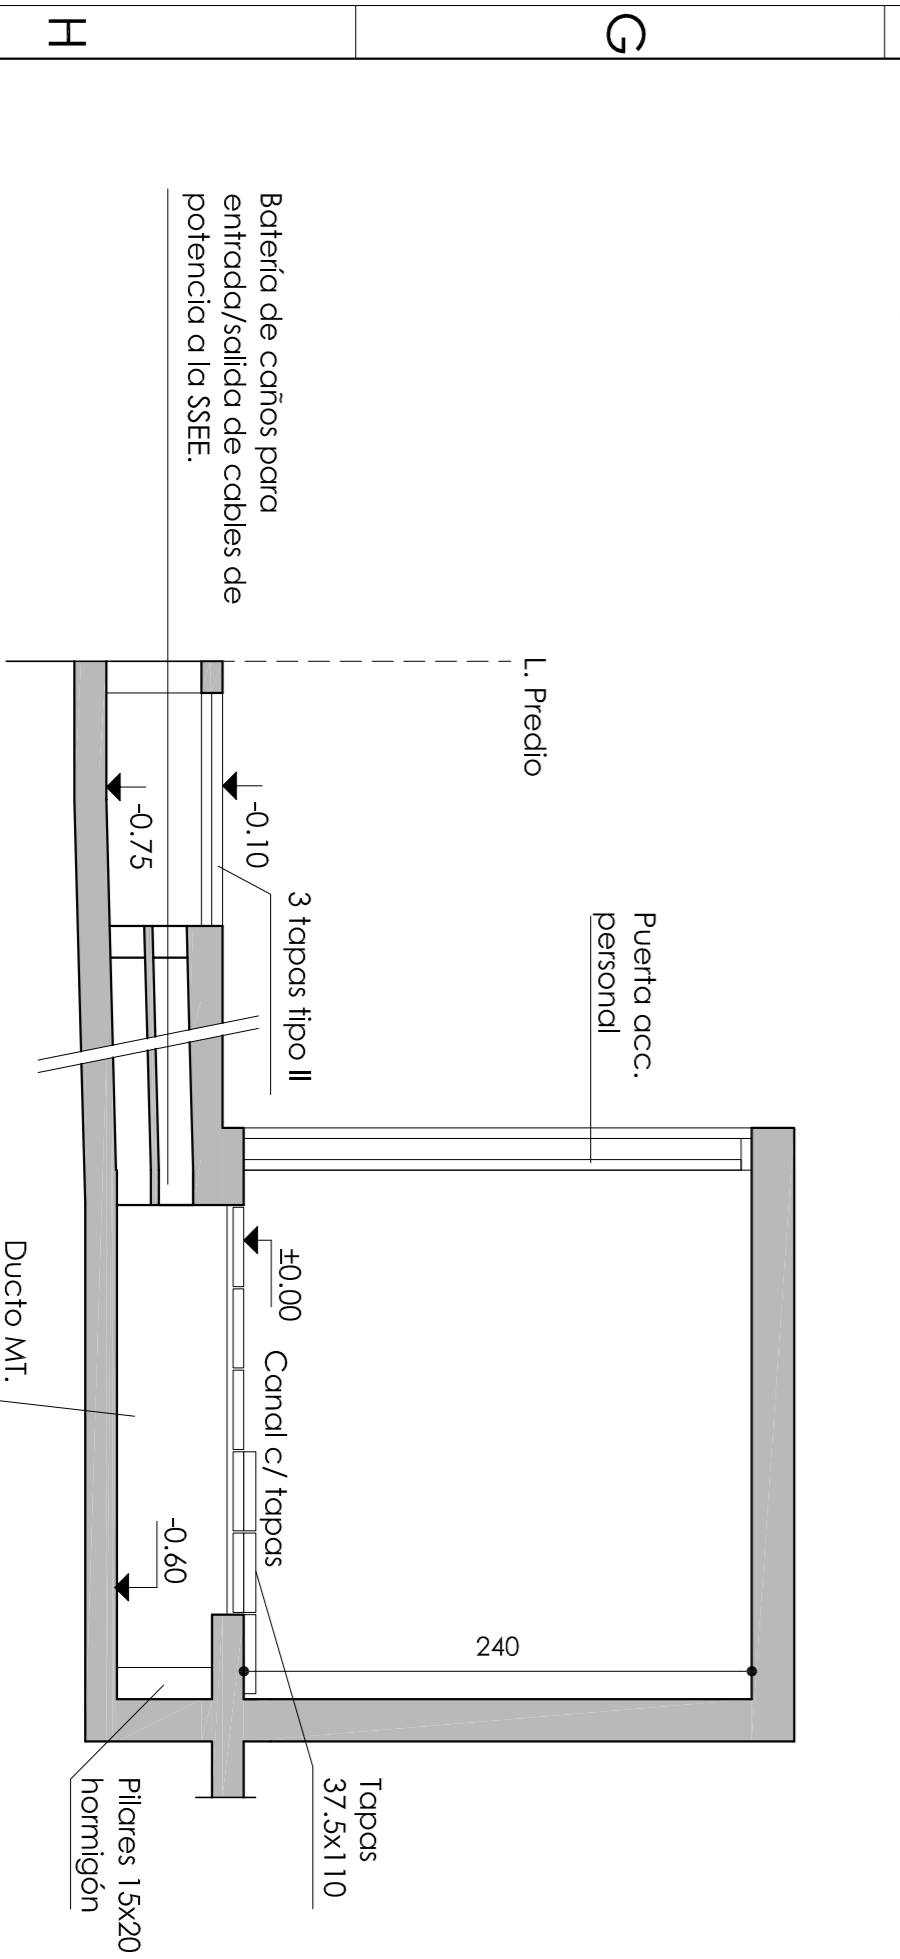 H
G
Batería de caños para
entrada/salida de cables de
potencia a la SSEE.
L. Predio
-0.10
-0.75
3 tapas tipo II
Puerta acc.
personal
±0.00
Canal c/ tapas
-0.60
240
Ducto MT.
Tapas
37.5x110
Pilares 15x20
hormigón